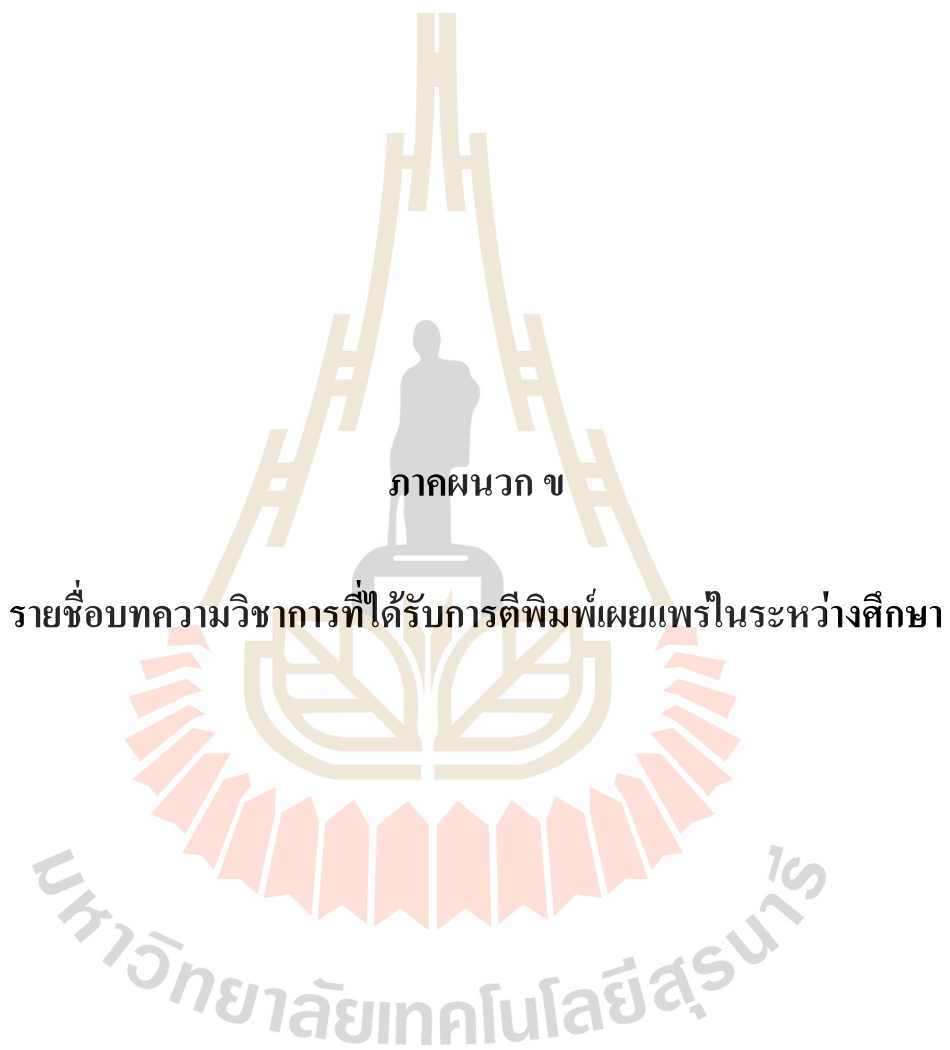 ภาคผนวก ข
รายชื่อบทความวิชาการที่ได้รับการตีพิมพ์เผยแพร่ในระหว่างศึกษา
มหาวิทยาลัยเทคโนโลยีสุรนารี